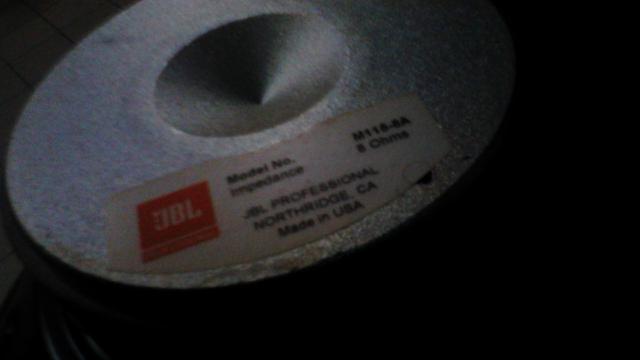 Model No. M115-8A
Impedance 8 Ohms
JBL
JBL PROFESSIONAL
NORTHRIDGE, CA
Made in USA